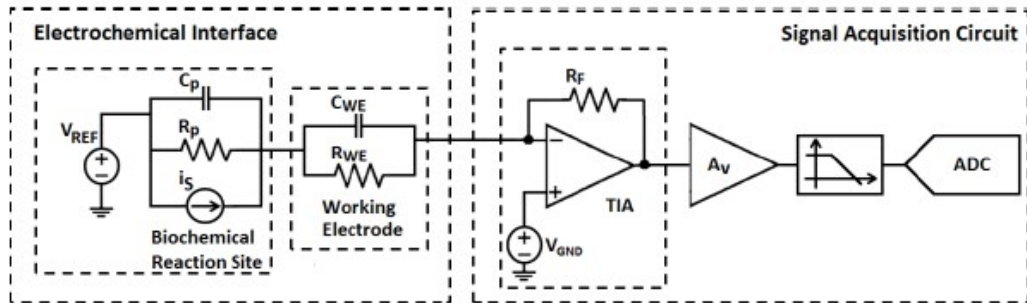 Electrochemical Interface
Signal Acquisition Circuit
Cp
RF
CWE
VREF
Rp
RWE
−
+
−
iS
+
TIA
AV
ADC
Working
Electrode
Biochemical
Reaction Site
+
−
VGND